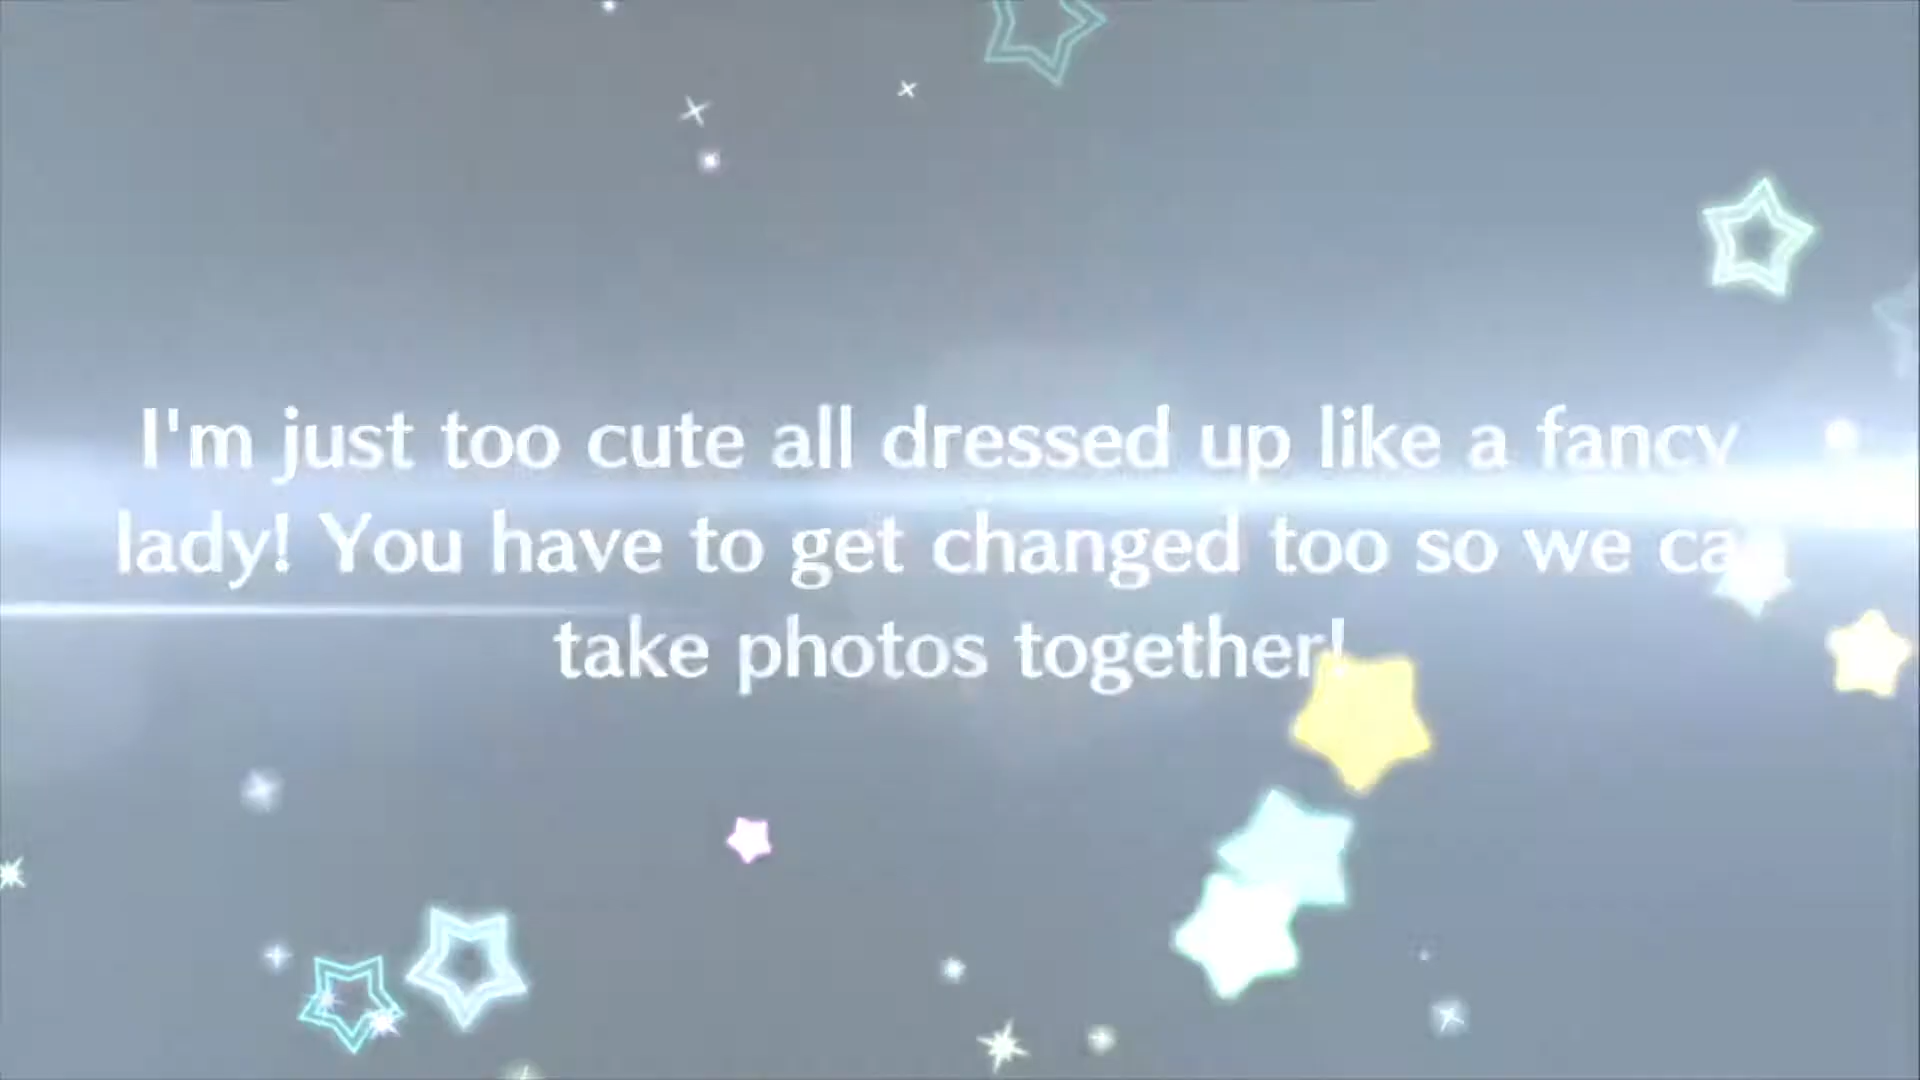 I'm just too cute all dressed up like a fancy
lady! You have to get changed too so we ca
take photos together!